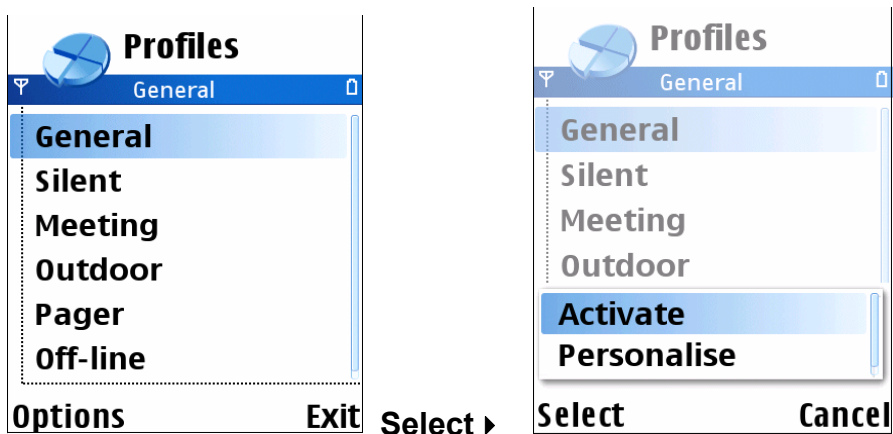 Profiles
General
General
Silent
Meeting
Outdoor
Pager
Off-line
Options Exit
Select
Profiles
General
General
Silent
Meeting
Outdoor
Activate
Personalise
Select Cancel